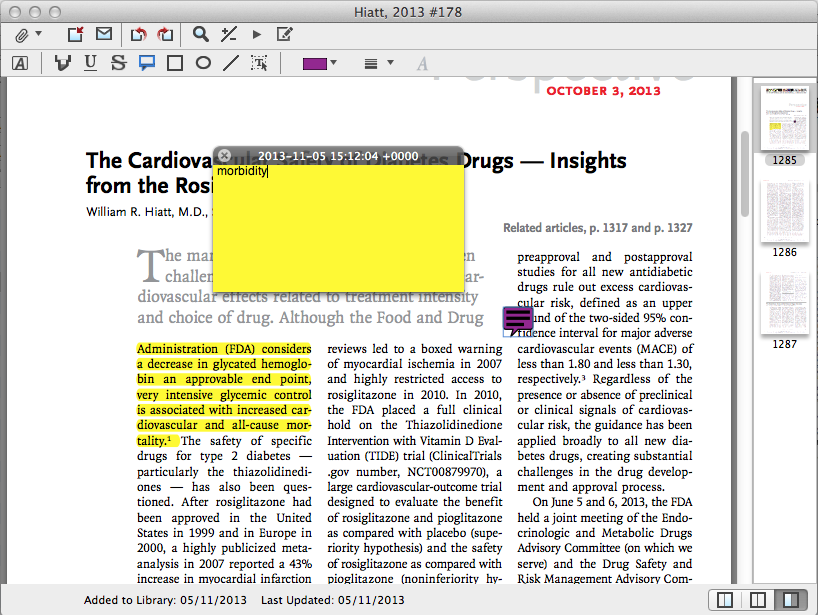 Hiatt, 2013 #178
Perspective
OCTOBER 3, 2013
The Cardiovascular Safety of Diabetes Drugs — Insights
from the Rosi
William R. Hiatt, M.D.,
2013-11-05 15:12:04 +0000
morbidity
Related articles, p. 1317 and p. 1327
The mar
challen
diovascular effects related to treatment intensity
and choice of drug. Although the Food and Drug
Administration (FDA) considers
a decrease in glycated hemoglo-
bin an approvable end point,
very intensive glycemic control
is associated with increased car-
diovascular and all-cause mor-
tality.¹ The safety of specific
drugs for type 2 diabetes —
particularly the thiazolidinedi-
ones — has also been ques-
tioned. After rosiglitazone had
been approved in the United
States in 1999 and in Europe in
2000, a highly publicized meta-
analysis in 2007 reported a 43%
increase in myocardial infarction
reviews led to a boxed warning
of myocardial ischemia in 2007
and highly restricted access to
rosiglitazone in 2010. In 2010,
the FDA placed a full clinical
hold on the Thiazolidinedione
Intervention with Vitamin D Eval-
uation (TIDE) trial (ClinicalTrials
.gov number, NCT00879970), a
large cardiovascular-outcome trial
designed to evaluate the benefit
of rosiglitazone and pioglitazone
as compared with placebo (supe-
riority hypothesis) and the safety
of rosiglitazone as compared with
pioglitazone (noninferiority hy-
preapproval and postapproval
studies for all new antidiabetic
drugs rule out excess cardiovas-
cular risk, defined as an upper
und of the two-sided 95% con-
fidence interval for major adverse
cardiovascular events (MACE) of
less than 1.80 and less than 1.30,
respectively.³ Regardless of the
presence or absence of preclinical
or clinical signals of cardiovas-
cular risk, the guidance has been
applied broadly to all new dia-
betes drugs, creating substantial
challenges in the drug develop-
ment and approval process.
On June 5 and 6, 2013, the FDA
held a joint meeting of the Endo-
crinologic and Metabolic Drugs
Advisory Committee (on which we
serve) and the Drug Safety and
Risk Management Advisory Com-
1285
1286
1287
Added to Library: 05/11/2013 Last Updated: 05/11/2013